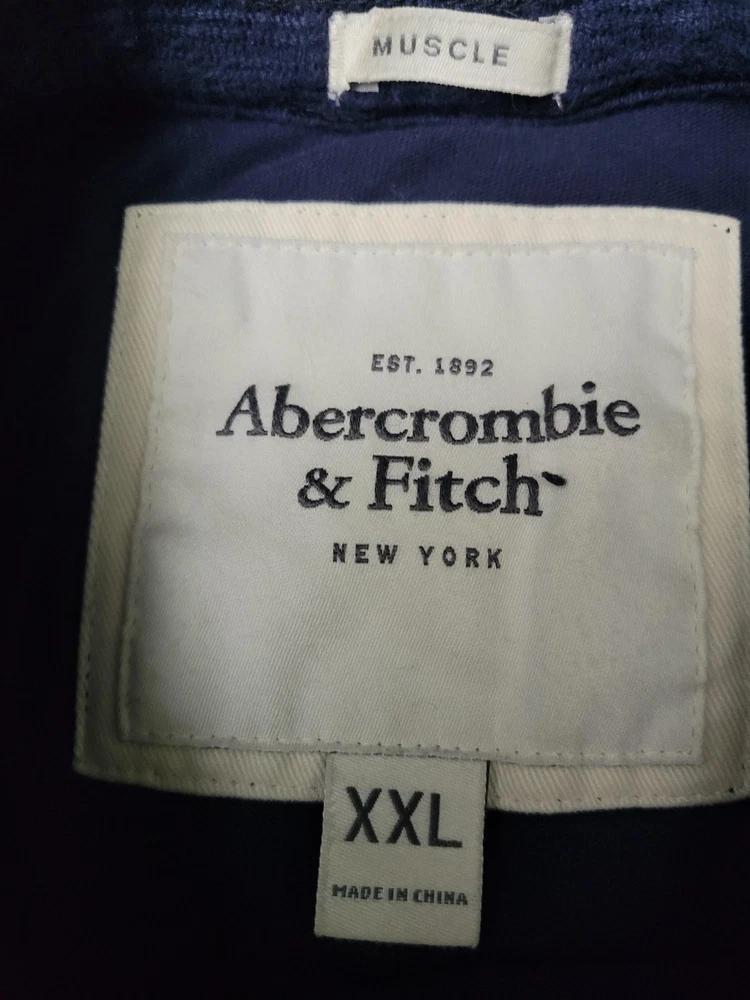 MUSCLE
EST. 1892
Abercrombie
& Fitch
NEW YORK
XXL
MADE IN CHINA